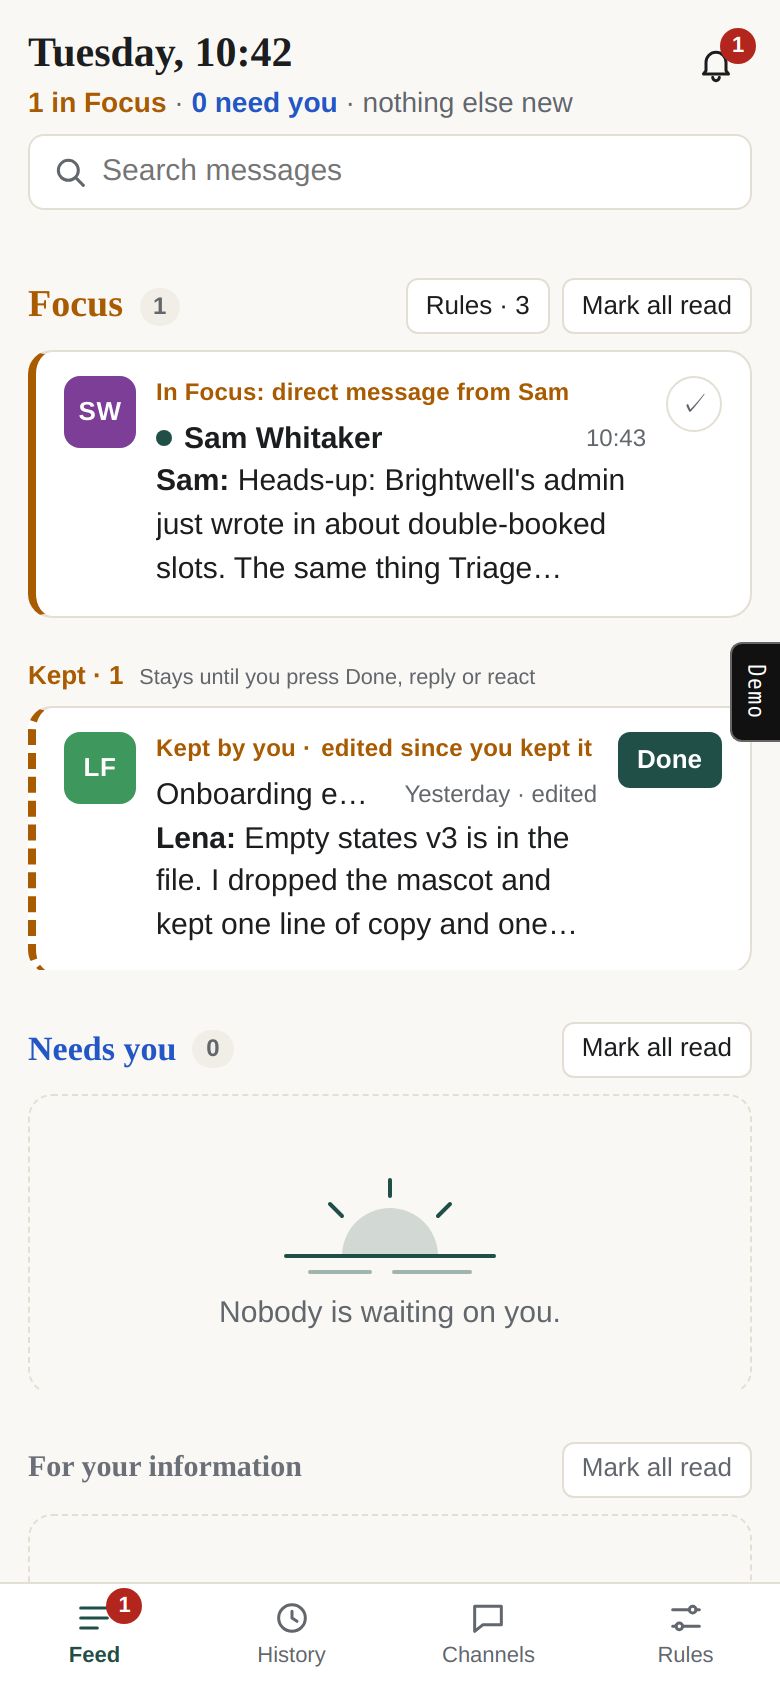 Tuesday, 10:42
1
1 in Focus · 0 need you · nothing else new
Search messages
Focus 1
Rules · 3
Mark all read
SW
In Focus: direct message from Sam
✓
Sam Whitaker 10:43
Sam: Heads-up: Brightwell's admin
just wrote in about double-booked
slots. The same thing Triage…
Kept · 1 Stays until you press Done, reply or react
Demo
LF
Kept by you · edited since you kept it
Done
Onboarding e… Yesterday · edited
Lena: Empty states v3 is in the
file. I dropped the mascot and
kept one line of copy and one…
Needs you 0
Mark all read
Nobody is waiting on you.
For your information
Mark all read
1
Feed
History
Channels
Rules